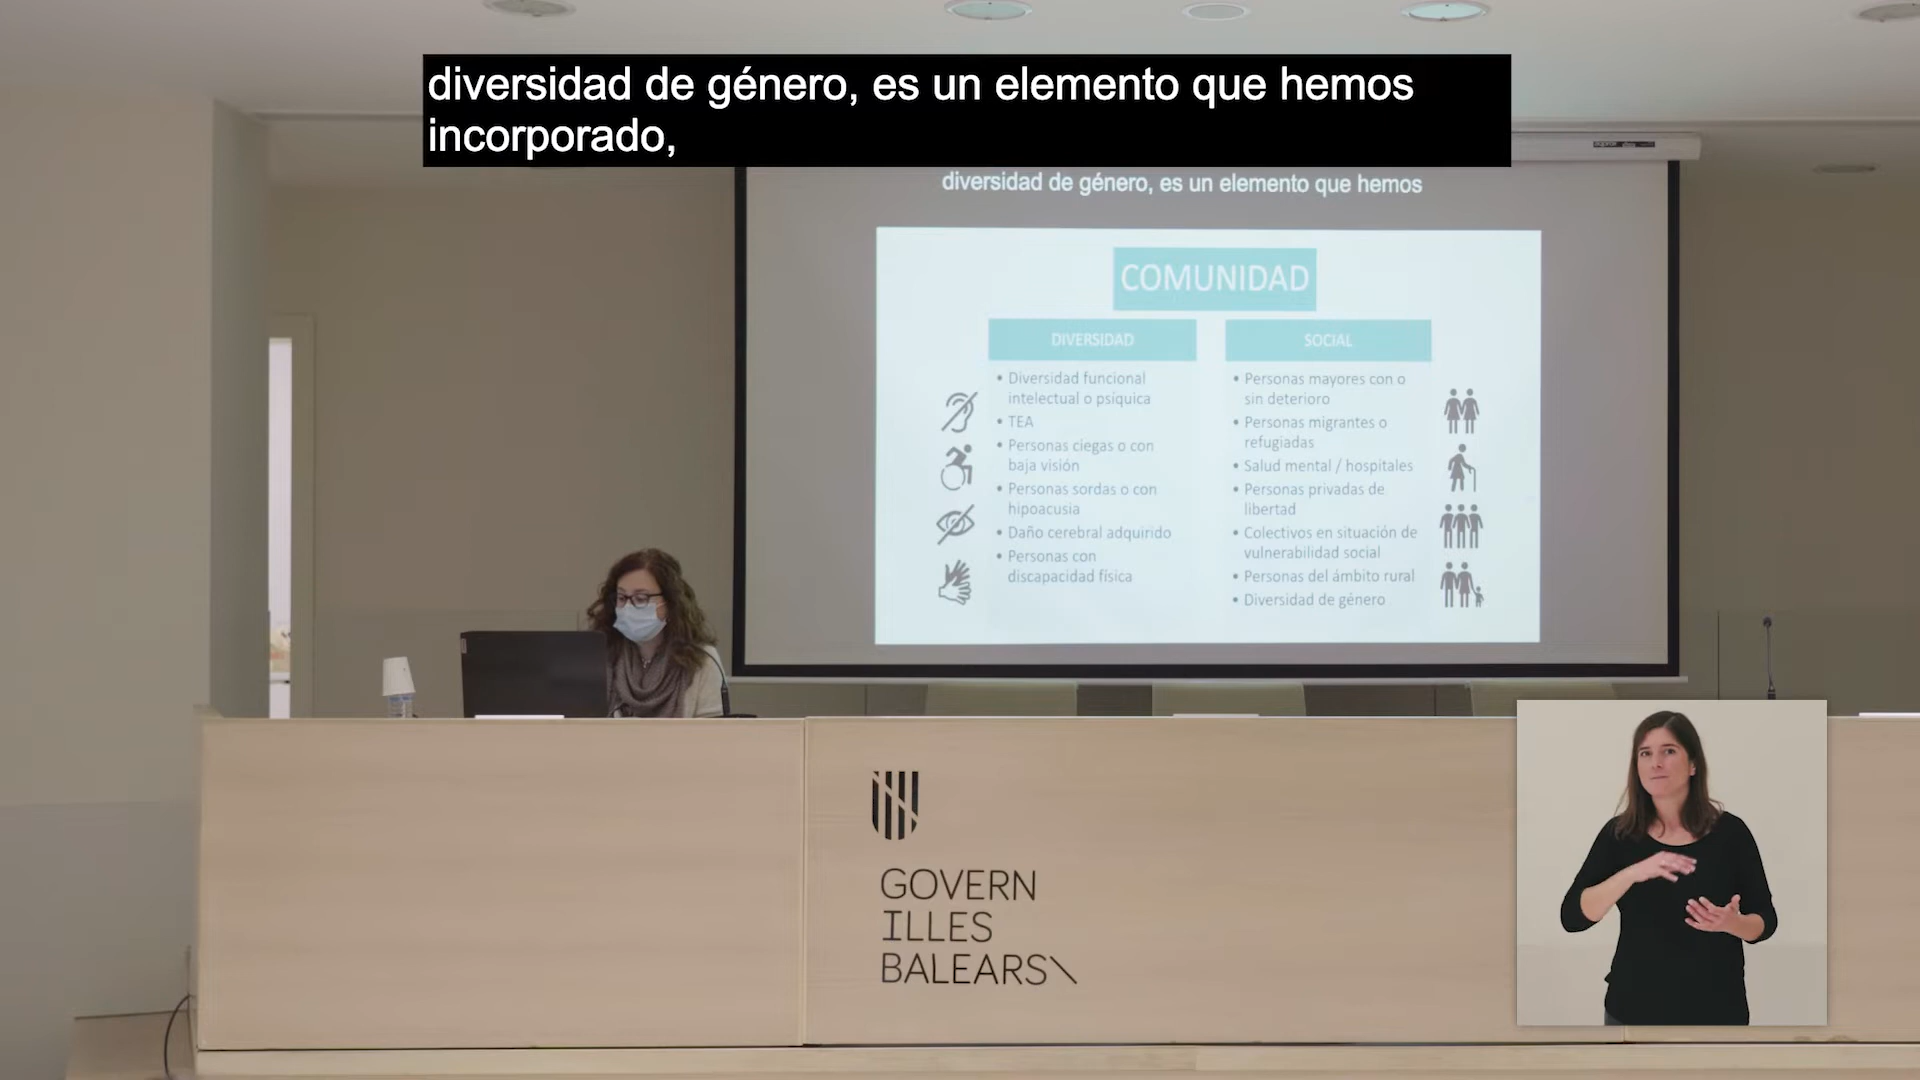 diversidad de género, es un elemento que hemos
incorporado,
diversidad de género, es un elemento que hemos
COMUNIDAD
DIVERSIDAD
• Diversidad funcional
intelectual o psíquica
• TEA
• Personas ciegas o con
baja visión
• Personas sordas o con
hipoacusia
• Daño cerebral adquirido
• Personas con
discapacidad física
SOCIAL
• Personas mayores con o
sin deterioro
• Personas migrantes o
refugiadas
• Salud mental / hospitales
• Personas privadas de
libertad
• Colectivos en situación de
vulnerabilidad social
• Personas del ámbito rural
• Diversidad de género
GOVERN
ILLES
BALEARS